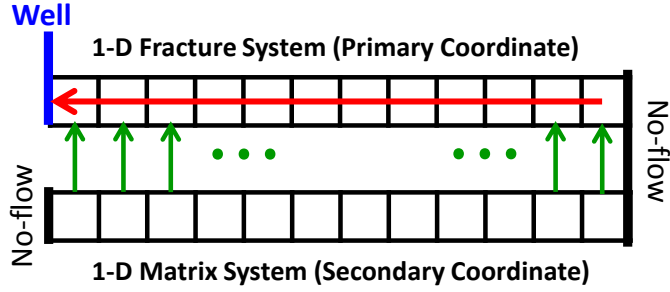 Well
1-D Fracture System (Primary Coordinate)
No-flow
No-flow
1-D Matrix System (Secondary Coordinate)